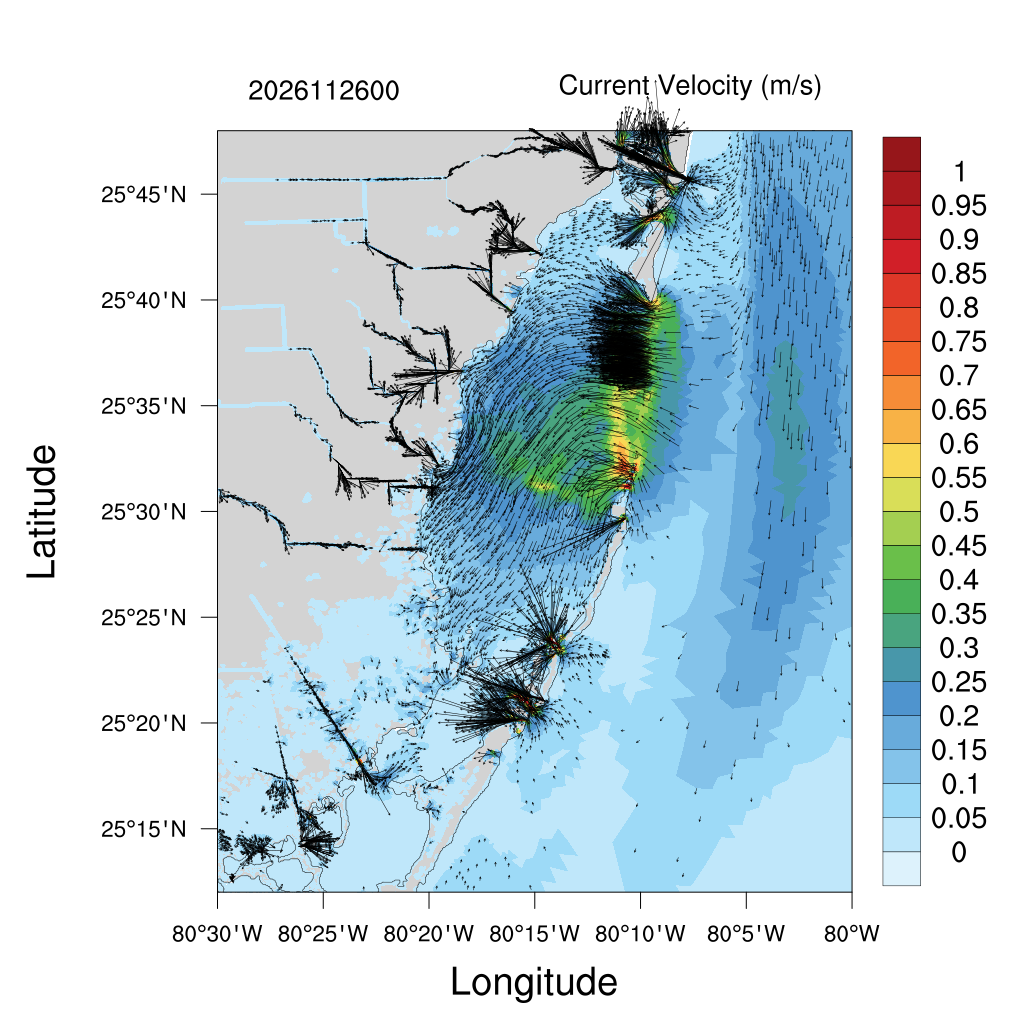 2026112600
Current Velocity (m/s)
25°45'N
25°40'N
25°35'N
25°30'N
25°25'N
25°20'N
25°15'N
Latitude
80°30'W 80°25'W 80°20'W 80°15'W 80°10'W 80°5'W 80°W
Longitude
1
0.95
0.9
0.85
0.8
0.75
0.7
0.65
0.6
0.55
0.5
0.45
0.4
0.35
0.3
0.25
0.2
0.15
0.1
0.05
0